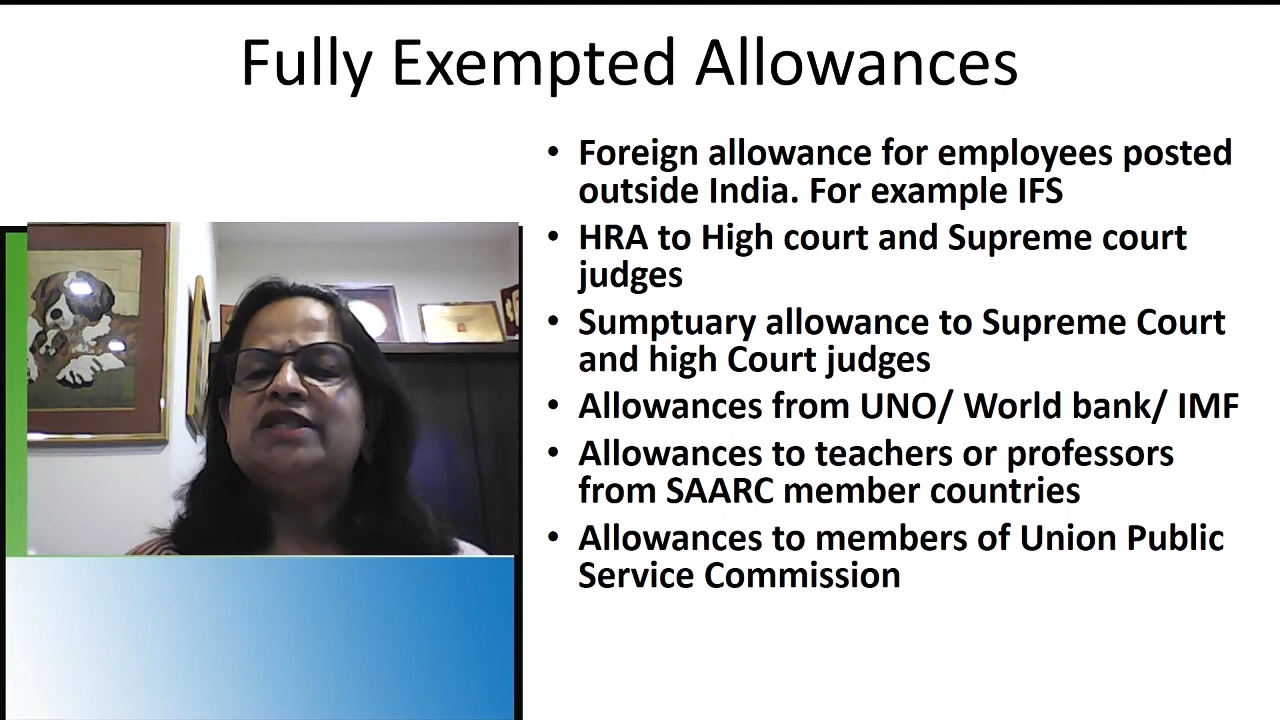 Fully Exempted Allowances
• Foreign allowance for employees posted
outside India. For example IFS
• HRA to High court and Supreme court
judges
• Sumptuary allowance to Supreme Court
and high Court judges
• Allowances from UNO/ World bank/ IMF
• Allowances to teachers or professors
from SAARC member countries
• Allowances to members of Union Public
Service Commission